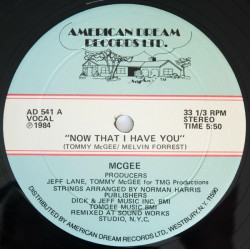 AMERICAN DREAM
RECORDS LTD.
AD 541 A
VOCAL
℗1984
33 1/3 RPM
STEREO
TIME 5:50
"NOW THAT I HAVE YOU"
(TOMMY McGEE/ MELVIN FORREST)
MCGEE
PRODUCERS
JEFF LANE, TOMMY McGEE for TMG Productions
STRINGS ARRANGED BY NORMAN HARRIS
PUBLISHERS
DICK & JEFF MUSIC INC. BMI
TOMGEE MUSIC BMI
REMIXED AT SOUND WORKS
STUDIO, N.Y.C.
DISTRIBUTED BY AMERICAN DREAM RECORDS LTD., WESTBURY, N.Y. 11590